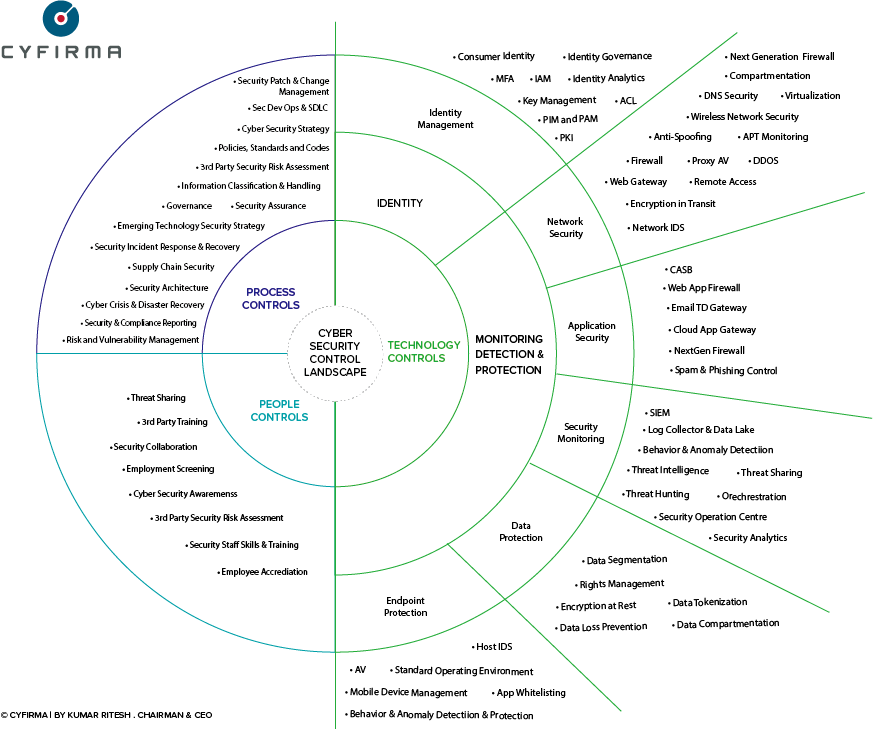 CYFIRMA
• Security Patch & Change
Management
• Sec Dev Ops & SDLC
• Cyber Security Strategy
• Policies, Standards and Codes
• 3rd Party Security Risk Assessment
• Information Classification & Handling
• Governance • Security Assurance
• Emerging Technology Security Strategy
• Security Incident Response & Recovery
• Supply Chain Security
• Security Architecture
• Cyber Crisis & Disaster Recovery
• Security & Compliance Reporting
• Risk and Vulnerability Management
PROCESS
CONTROLS
CYBER
SECURITY
CONTROL
LANDSCAPE
TECHNOLOGY
CONTROLS
PEOPLE
CONTROLS
• Threat Sharing
• 3rd Party Training
• Security Collaboration
• Employment Screening
• Cyber Security Awaremenss
• 3rd Party Security Risk Assessment
• Security Staff Skills & Training
• Employee Accrediation
IDENTITY
MONITORING
DETECTION &
PROTECTION
Identity
Management
• Consumer Identity • Identity Governance
• MFA • IAM • Identity Analytics
• Key Management • ACL
• PIM and PAM
• PKI
Network
Security
• Next Generation Firewall
• Compartmentation
• DNS Security • Virtualization
• Wireless Network Security
• Anti-Spoofing • APT Monitoring
• Firewall • Proxy AV • DDOS
• Web Gateway • Remote Access
• Encryption in Transit
• Network IDS
Application
Security
• CASB
• Web App Firewall
• Email TD Gateway
• Cloud App Gateway
• NextGen Firewall
• Spam & Phishing Control
Security
Monitoring
• SIEM
• Log Collector & Data Lake
• Behavior & Anomaly Detectiion
• Threat Intelligence • Threat Sharing
• Threat Hunting • Orechrestration
• Security Operation Centre
• Security Analytics
Data
Protection
• Data Segmentation
• Rights Management
• Encryption at Rest • Data Tokenization
• Data Loss Prevention • Data Compartmentation
Endpoint
Protection
• Host IDS
• AV • Standard Operating Environment
• Mobile Device Management • App Whitelisting
• Behavior & Anomaly Detectiion & Protection
© CYFIRMA | BY KUMAR RITESH . CHAIRMAN & CEO